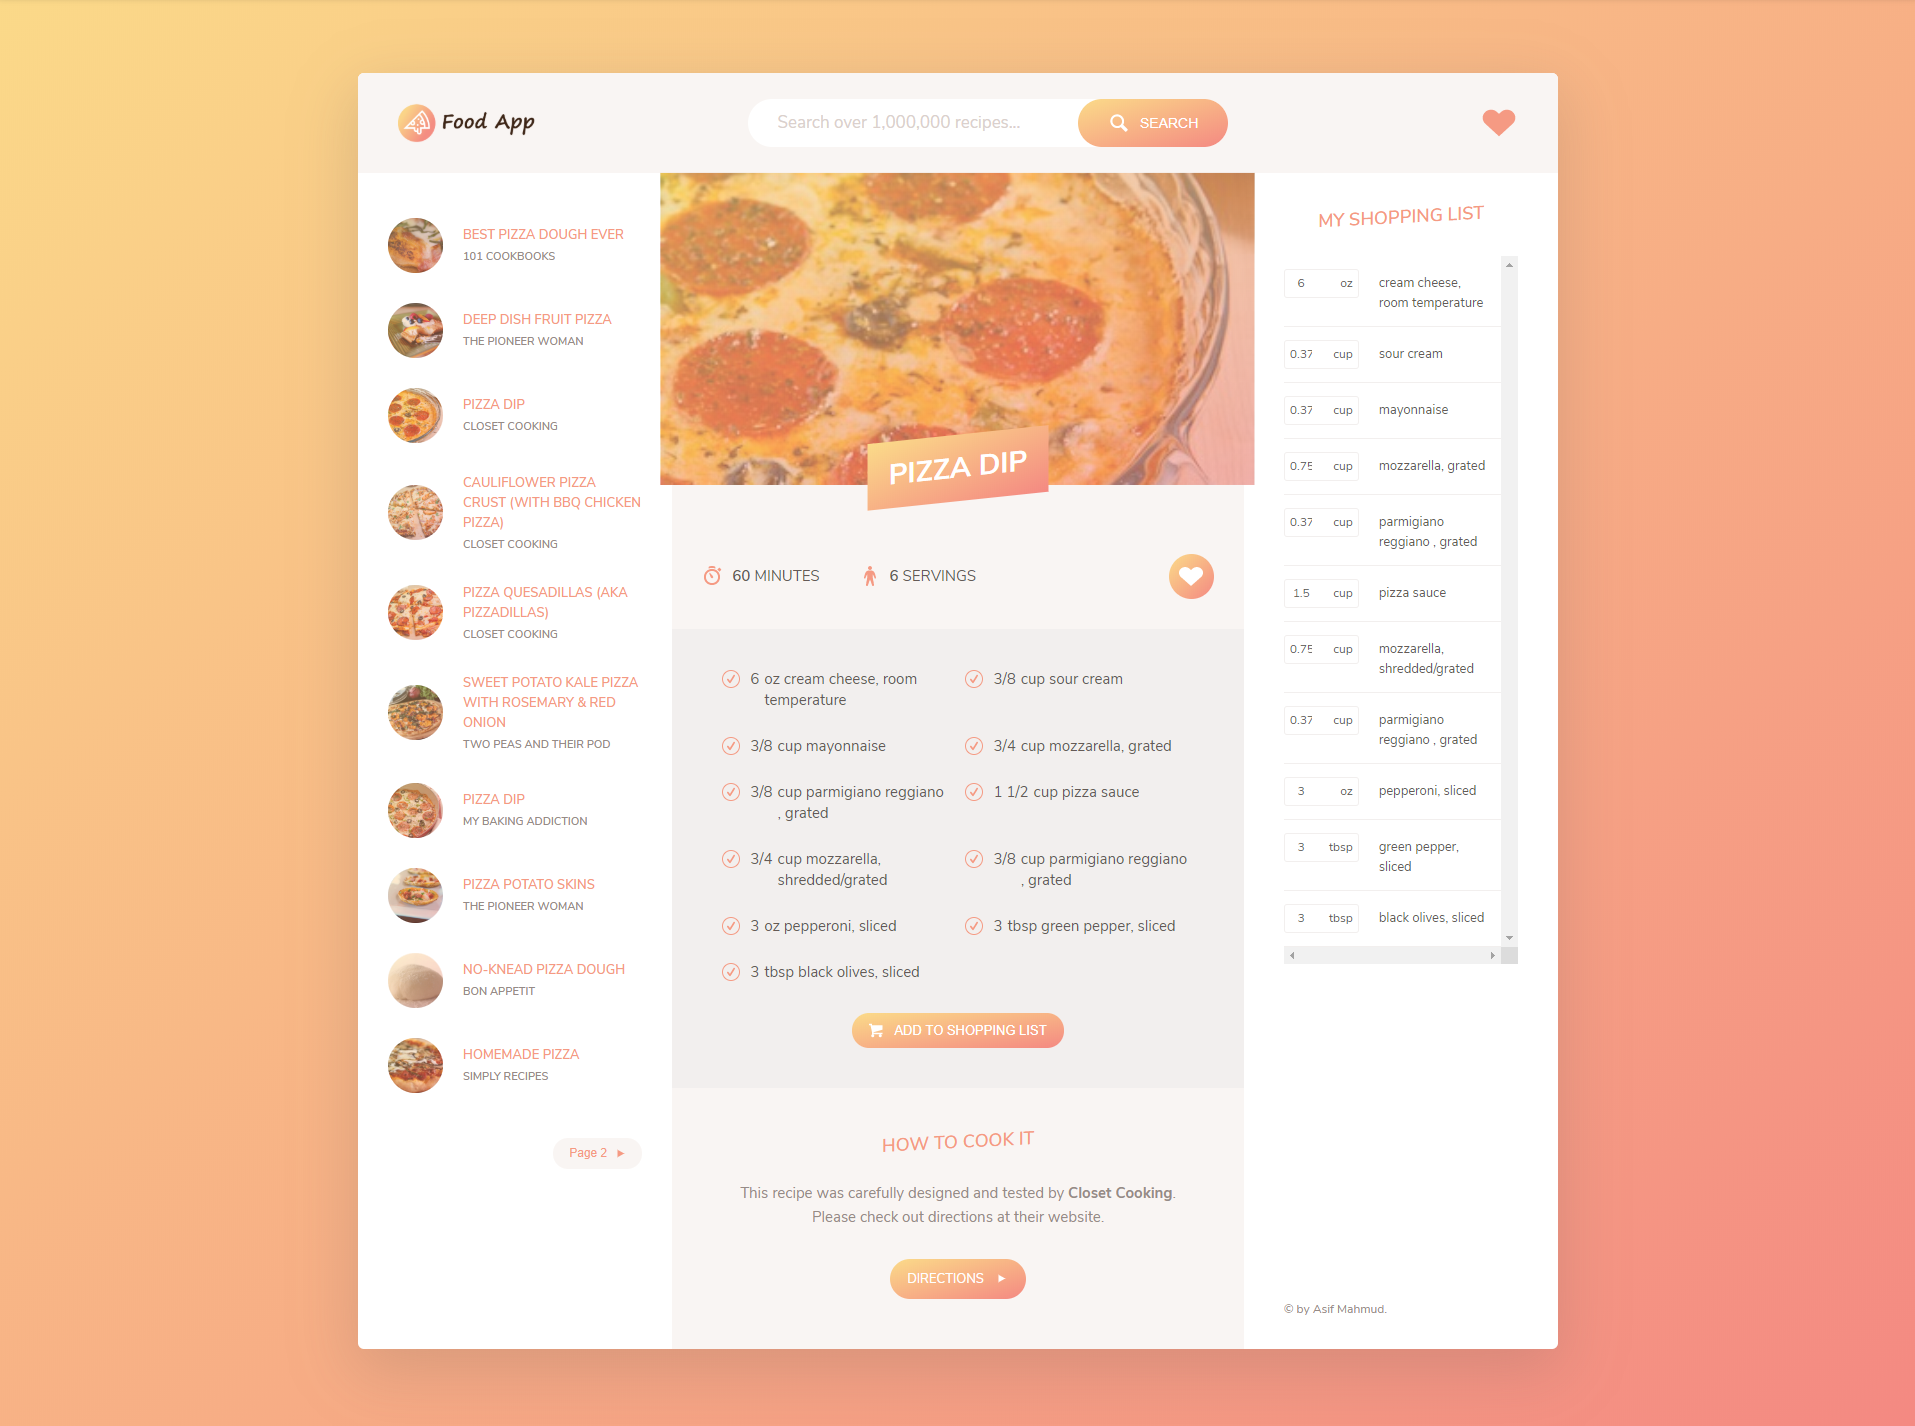 Food App
Search over 1,000,000 recipes...
SEARCH
BEST PIZZA DOUGH EVER
101 COOKBOOKS
DEEP DISH FRUIT PIZZA
THE PIONEER WOMAN
PIZZA DIP
CLOSET COOKING
CAULIFLOWER PIZZA
CRUST (WITH BBQ CHICKEN
PIZZA)
CLOSET COOKING
PIZZA QUESADILLAS (AKA
PIZZADILLAS)
CLOSET COOKING
SWEET POTATO KALE PIZZA
WITH ROSEMARY & RED
ONION
TWO PEAS AND THEIR POD
PIZZA DIP
MY BAKING ADDICTION
PIZZA POTATO SKINS
THE PIONEER WOMAN
NO-KNEAD PIZZA DOUGH
BON APPETIT
HOMEMADE PIZZA
SIMPLY RECIPES
Page 2
PIZZA DIP
60 MINUTES
6 SERVINGS
6 oz cream cheese, room
temperature
3/8 cup sour cream
3/8 cup mayonnaise
3/4 cup mozzarella, grated
3/8 cup parmigiano reggiano
, grated
1 1/2 cup pizza sauce
3/4 cup mozzarella,
shredded/grated
3/8 cup parmigiano reggiano
, grated
3 oz pepperoni, sliced
3 tbsp green pepper, sliced
3 tbsp black olives, sliced
ADD TO SHOPPING LIST
HOW TO COOK IT
This recipe was carefully designed and tested by Closet Cooking.
Please check out directions at their website.
DIRECTIONS
MY SHOPPING LIST
6 oz cream cheese,
room temperature
0.37 cup sour cream
0.37 cup mayonnaise
0.75 cup mozzarella, grated
0.37 cup parmigiano
reggiano , grated
1.5 cup pizza sauce
0.75 cup mozzarella,
shredded/grated
0.37 cup parmigiano
reggiano , grated
3 oz pepperoni, sliced
3 tbsp green pepper,
sliced
3 tbsp black olives, sliced
© by Asif Mahmud.